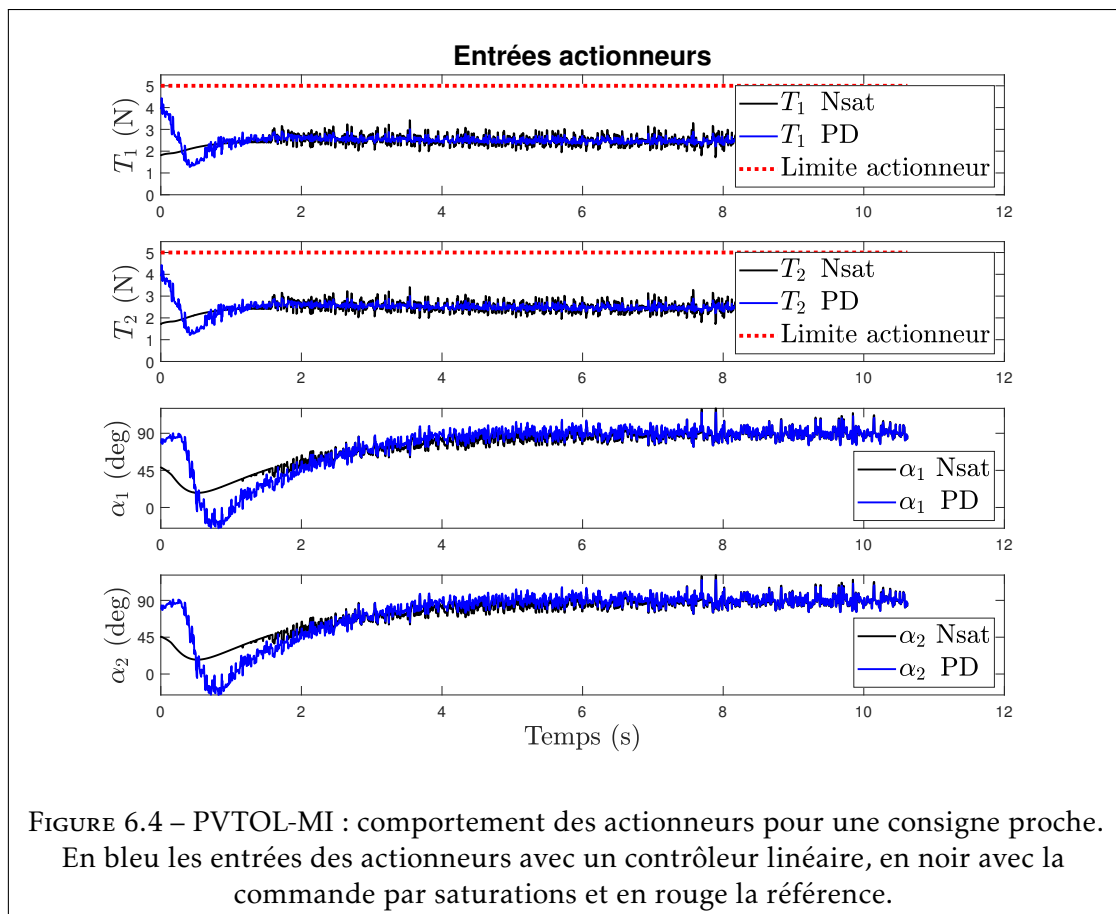 Entrées actionneurs
T₁ (N)
5
4
3
2
1
0
T₁ Nsat
T₁ PD
Limite actionneur
0 2 4 6 8 10 12
T₂ (N)
5
4
3
2
1
0
T₂ Nsat
T₂ PD
Limite actionneur
0 2 4 6 8 10 12
α₁ (deg)
90
45
0
α₁ Nsat
α₁ PD
0 2 4 6 8 10 12
α₂ (deg)
90
45
0
α₂ Nsat
α₂ PD
0 2 4 6 8 10 12
Temps (s)
FIGURE 6.4 – PVTOL-MI : comportement des actionneurs pour une consigne proche.
En bleu les entrées des actionneurs avec un contrôleur linéaire, en noir avec la
commande par saturations et en rouge la référence.